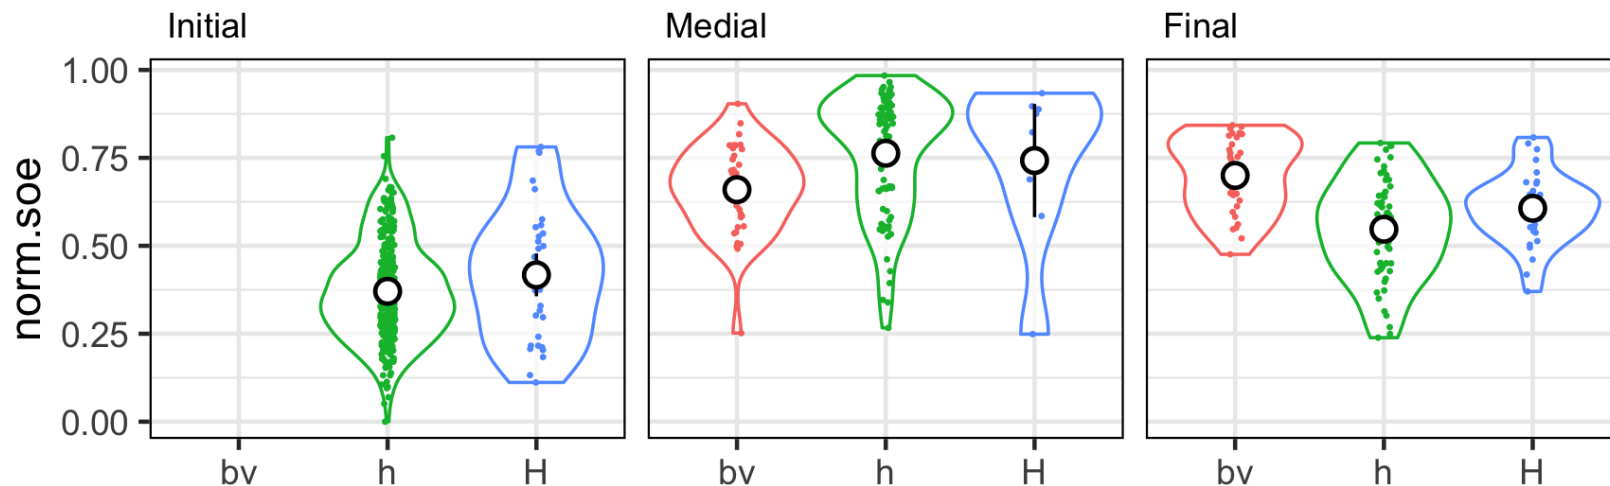 Initial Medial Final
norm.soe
1.00
0.75
0.50
0.25
0.00
bv h H bv h H bv h H